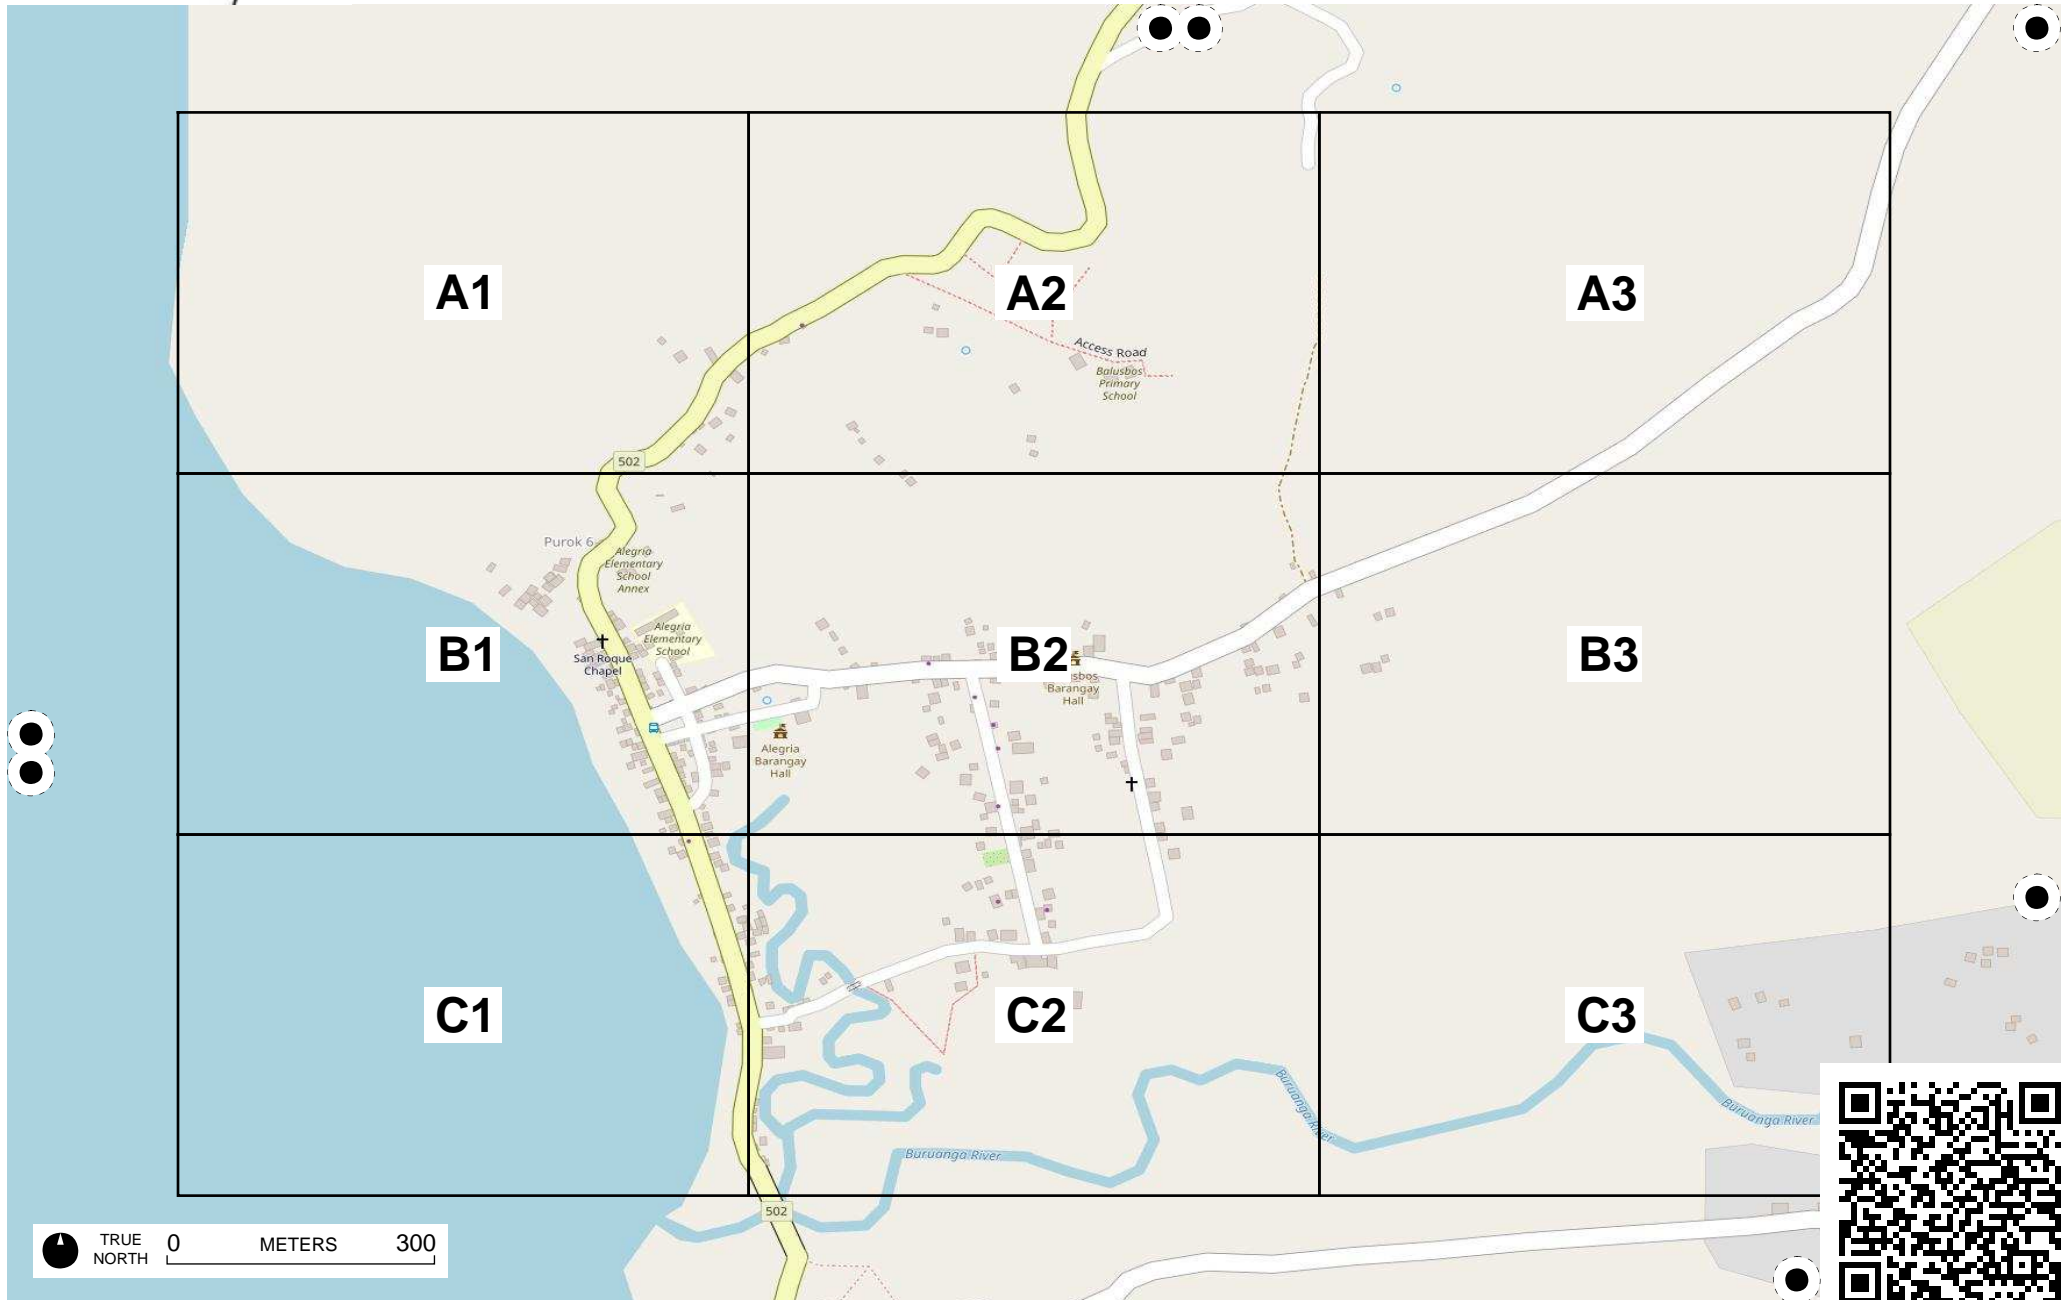 A1
A2
A3
Access Road
Balusbos
Primary
School
502
Purok 6
Alegria
Elementary
School
Annex
Alegria
Elementary
School
San Roque
Chapel
B1
B2
B3
Barangay
Hall
Alegria
Barangay
Hall
C1
C2
C3
Buruanga River
Buruanga River
Buruanga River
502
TRUE
NORTH
0 METERS 300